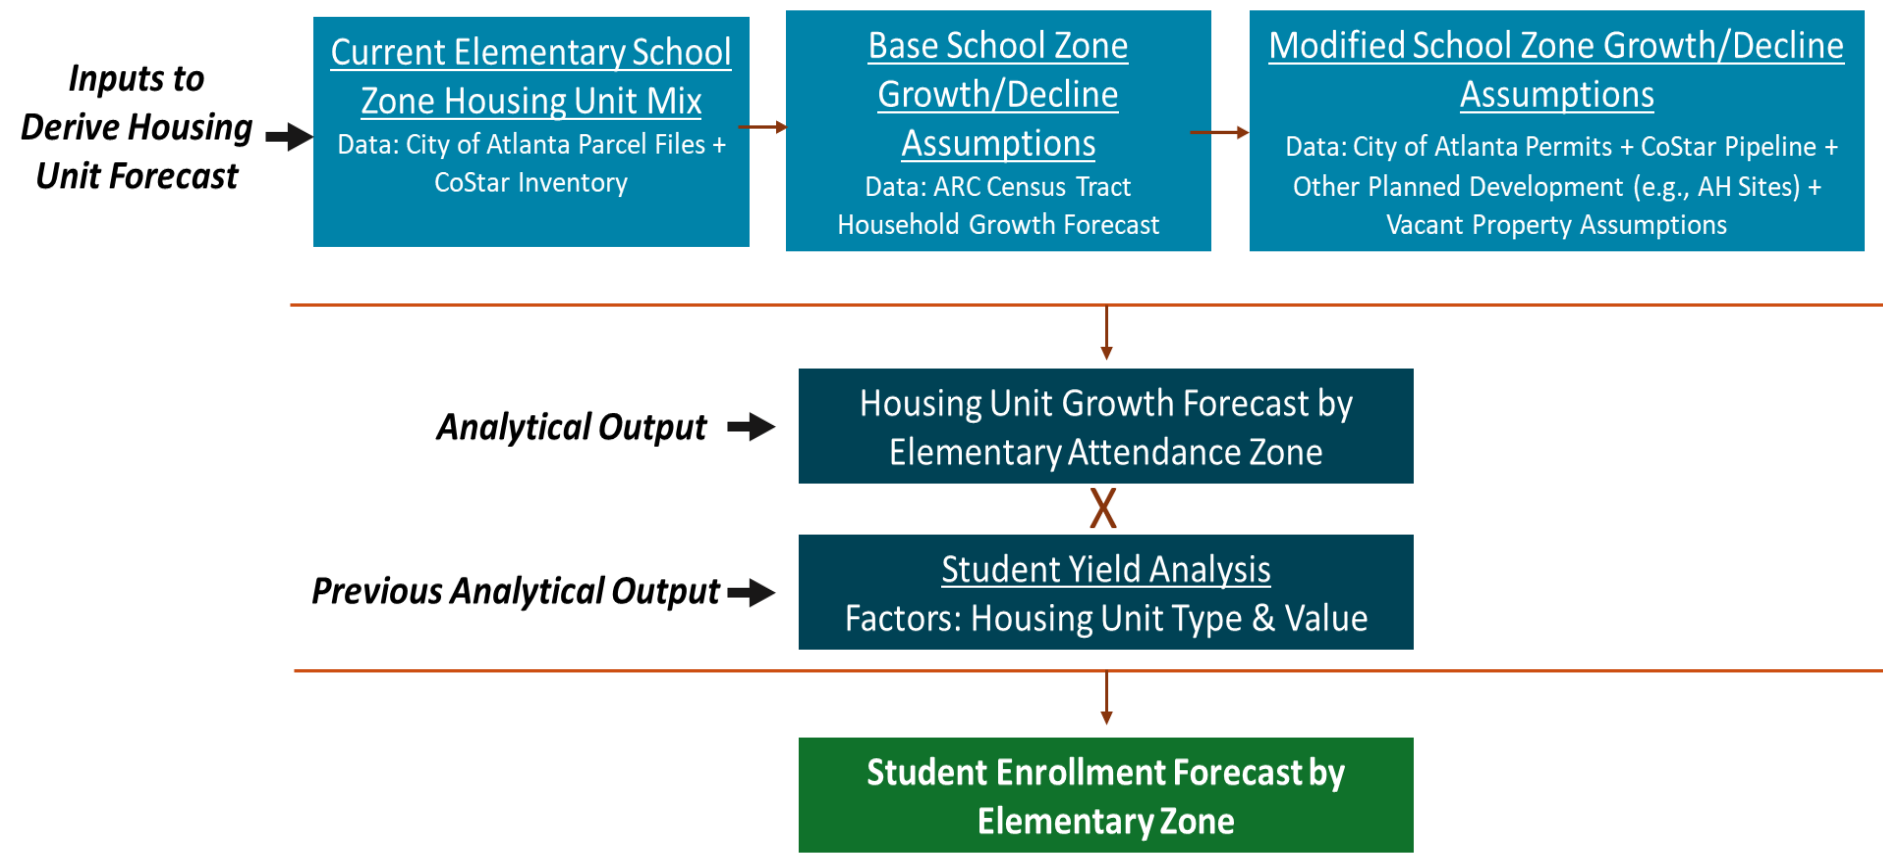 Inputs to
Derive Housing
Unit Forecast
Current Elementary School
Zone Housing Unit Mix
Data: City of Atlanta Parcel Files +
CoStar Inventory
Base School Zone
Growth/Decline
Assumptions
Data: ARC Census Tract
Household Growth Forecast
Modified School Zone Growth/Decline
Assumptions
Data: City of Atlanta Permits + CoStar Pipeline +
Other Planned Development (e.g., AH Sites) +
Vacant Property Assumptions
Analytical Output
Housing Unit Growth Forecast by
Elementary Attendance Zone
X
Previous Analytical Output
Student Yield Analysis
Factors: Housing Unit Type & Value
Student Enrollment Forecast by
Elementary Zone